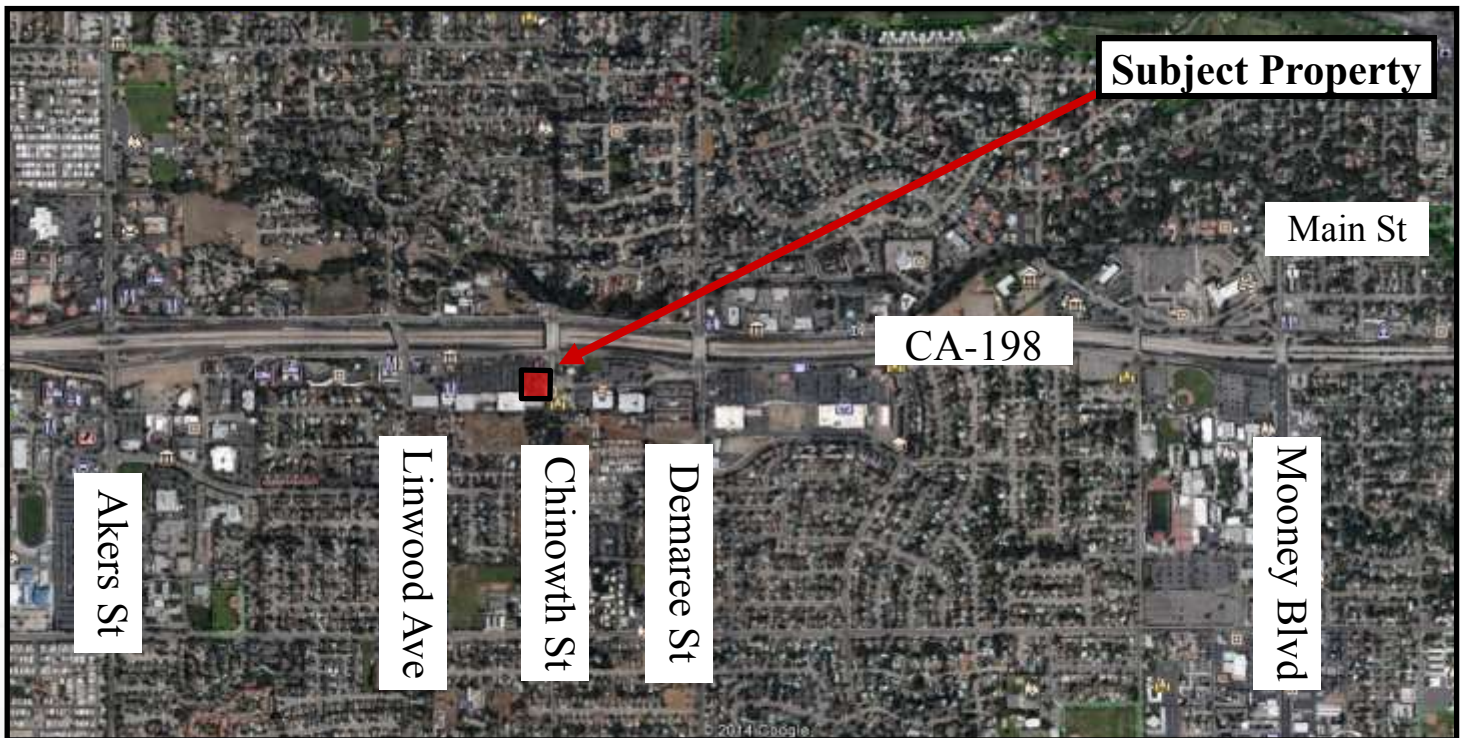 Subject Property
Main St
CA-198
Akers St
Linwood Ave
Chinowth St
Demaree St
Mooney Blvd
© 2014 Google